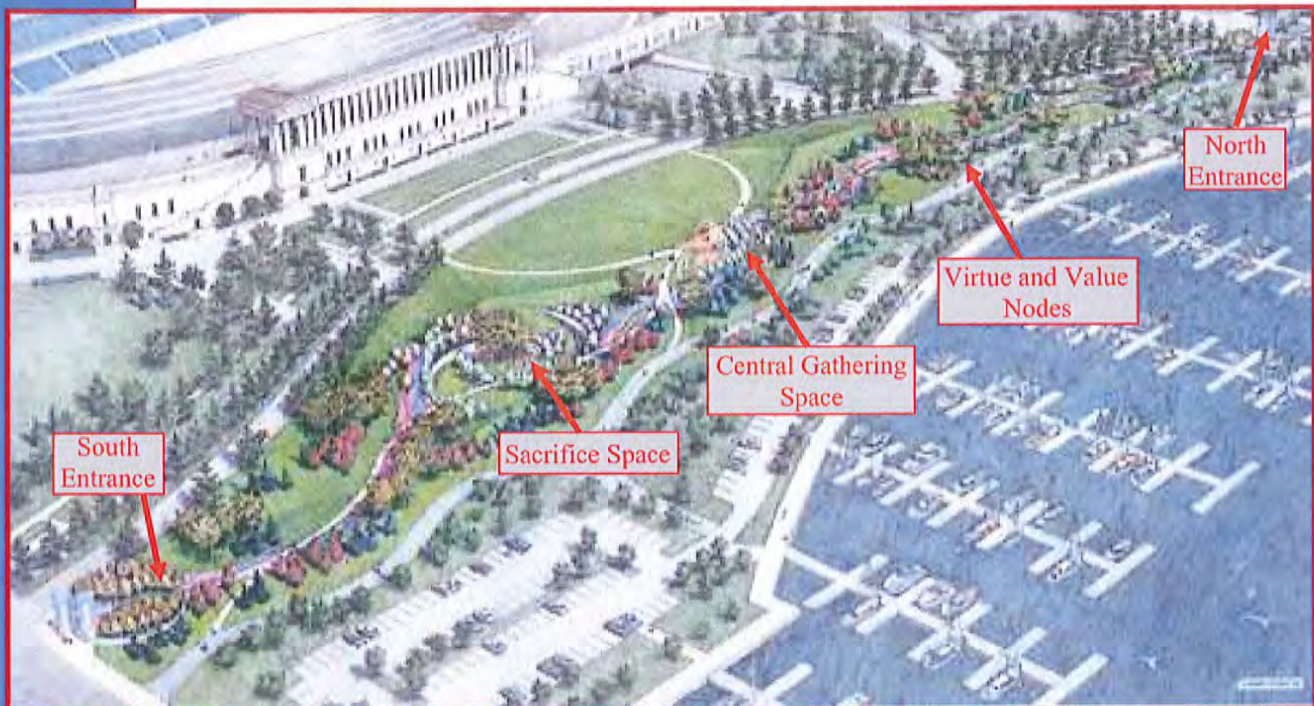 North
Entrance
Virtue and Value
Nodes
Central Gathering
Space
Sacrifice Space
South
Entrance